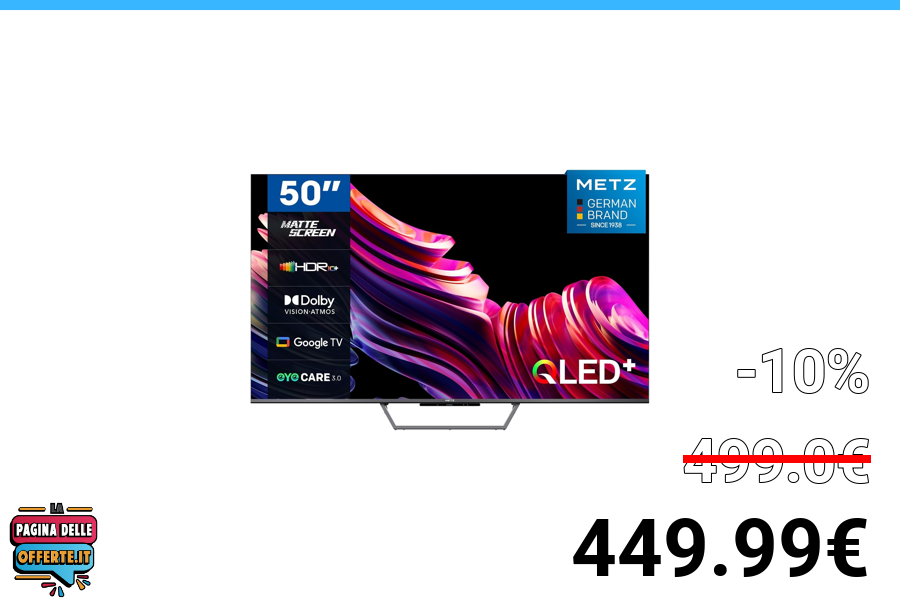 50”
MATTE
SCREEN
HDR10+
Dolby
VISION·ATMOS
Google TV
eye CARE 3.0
METZ
GERMAN
BRAND
SINCE 1938
QLED+
-10%
499.0€
449.99€
LA
PAGINA DELLE
OFFERTE.IT